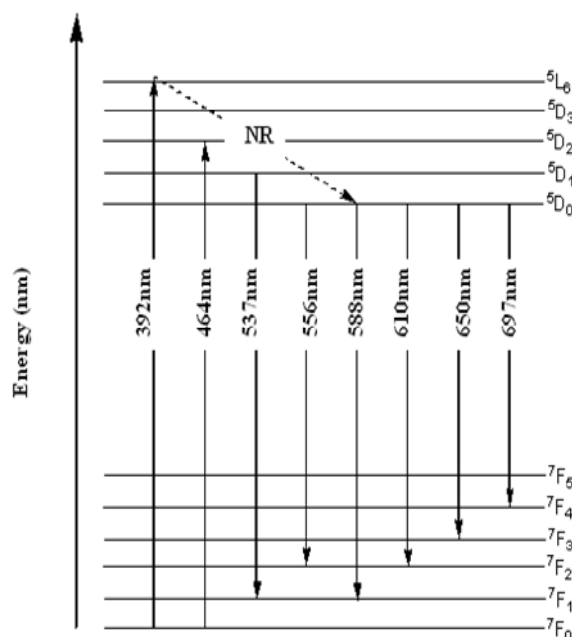 ⁵L₆
⁵D₃
NR
⁵D₂
⁵D₁
⁵D₀
Energy (nm)
392nm
464nm
537nm
556nm
588nm
610nm
650nm
697nm
⁷F₅
⁷F₄
⁷F₃
⁷F₂
⁷F₁
⁷F₀